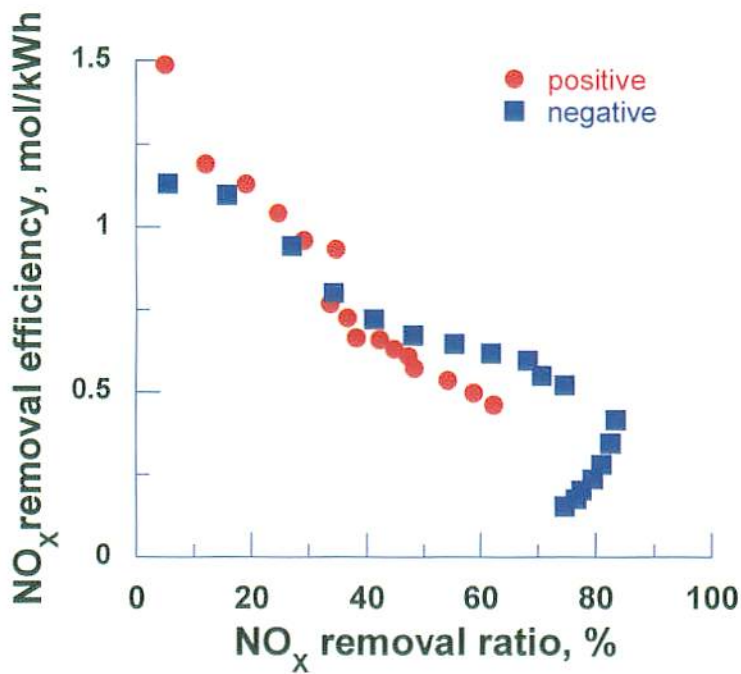 NOX removal efficiency, mol/kWh
1.5
1
0.5
0
positive
negative
0 20 40 60 80 100
NOX removal ratio, %